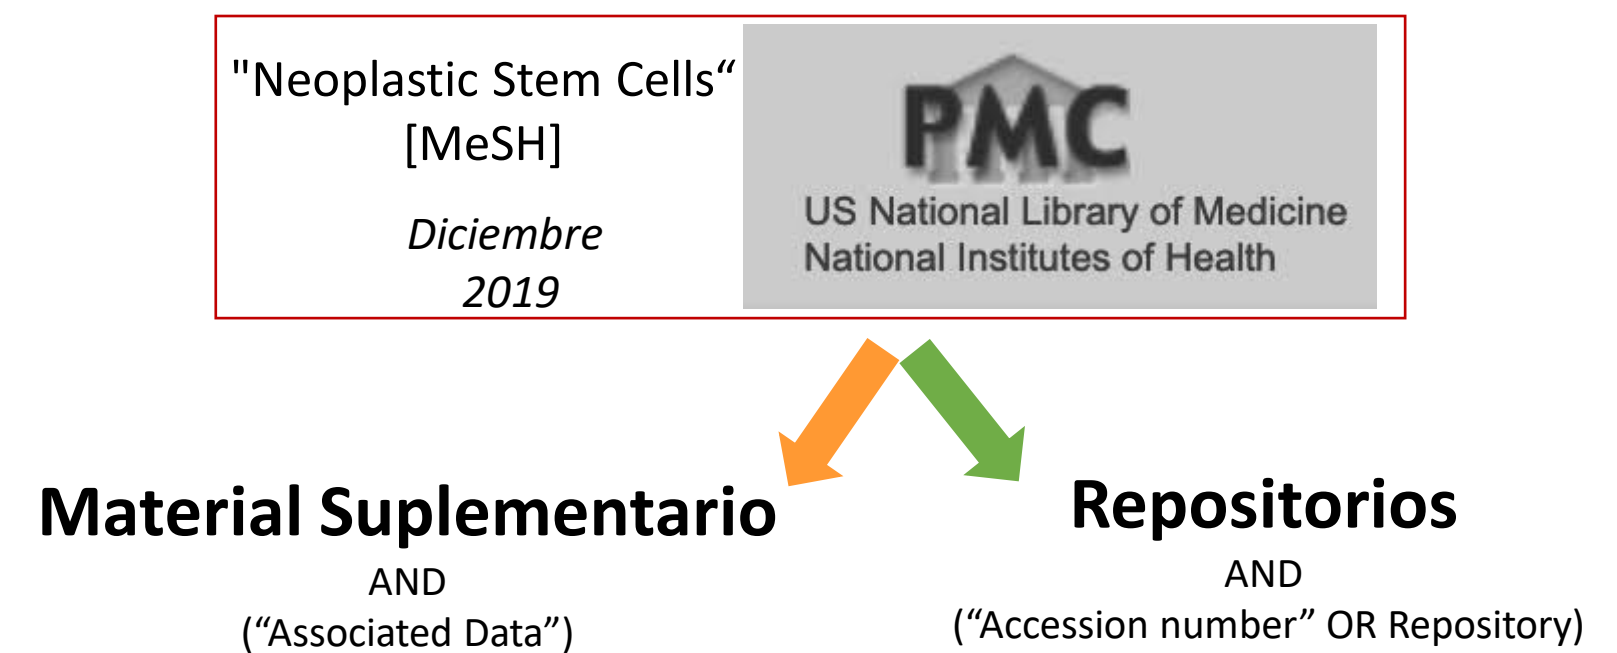 "Neoplastic Stem Cells“
[MeSH]
Diciembre
2019
PMC
US National Library of Medicine
National Institutes of Health
Material Suplementario
AND
(“Associated Data”)
Repositorios
AND
(“Accession number” OR Repository)